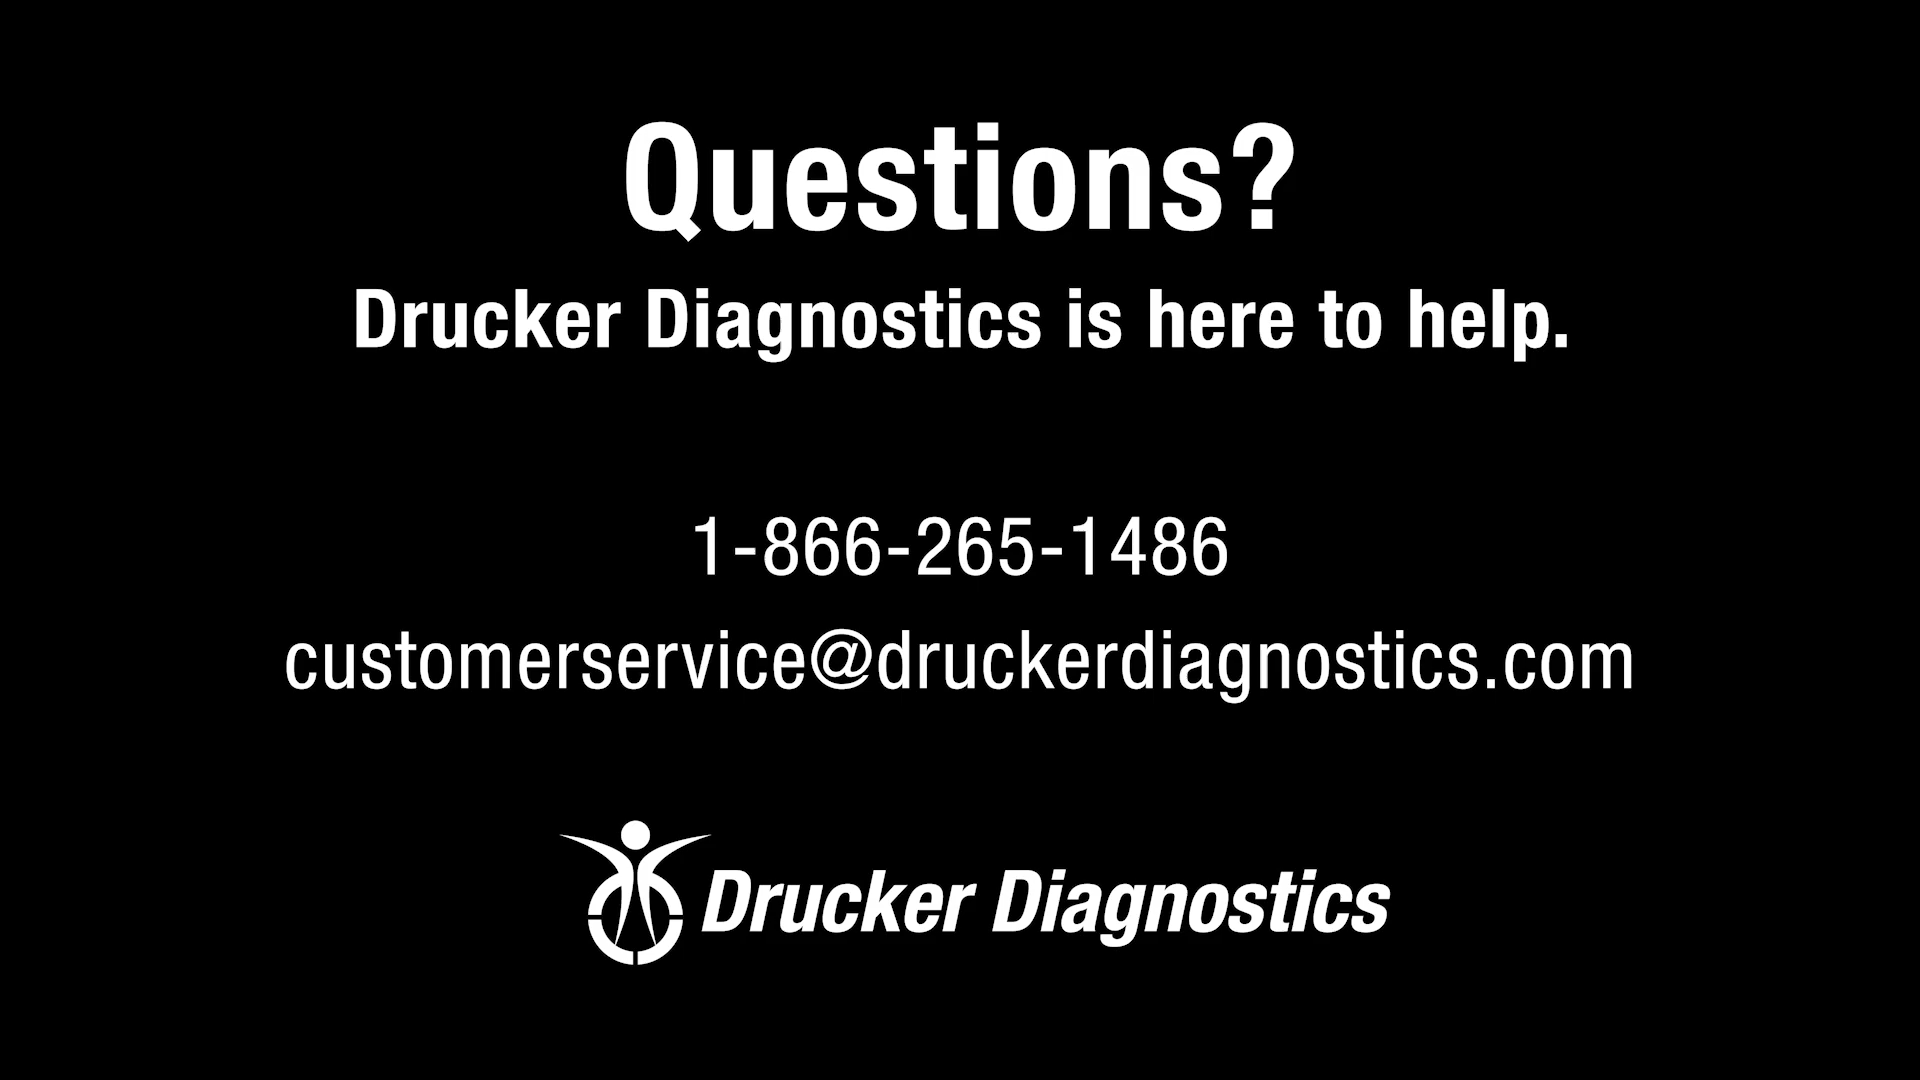 Questions?
Drucker Diagnostics is here to help.
1-866-265-1486
customerservice@druckerdiagnostics.com
Drucker Diagnostics